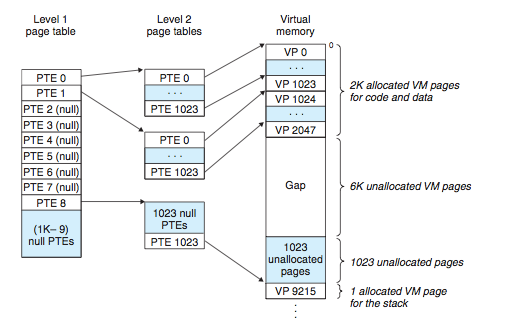 Level 1
page table
Level 2
page tables
Virtual
memory
PTE 0
PTE 1
PTE 2 (null)
PTE 3 (null)
PTE 4 (null)
PTE 5 (null)
PTE 6 (null)
PTE 7 (null)
PTE 8
(1K– 9)
null PTEs
PTE 0
. . .
PTE 1023
PTE 0
. . .
PTE 1023
1023 null
PTEs
PTE 1023
0
VP 0
. . .
VP 1023
VP 1024
. . .
VP 2047
Gap
1023
unallocated
pages
VP 9215
2K allocated VM pages
for code and data
6K unallocated VM pages
1023 unallocated pages
1 allocated VM page
for the stack